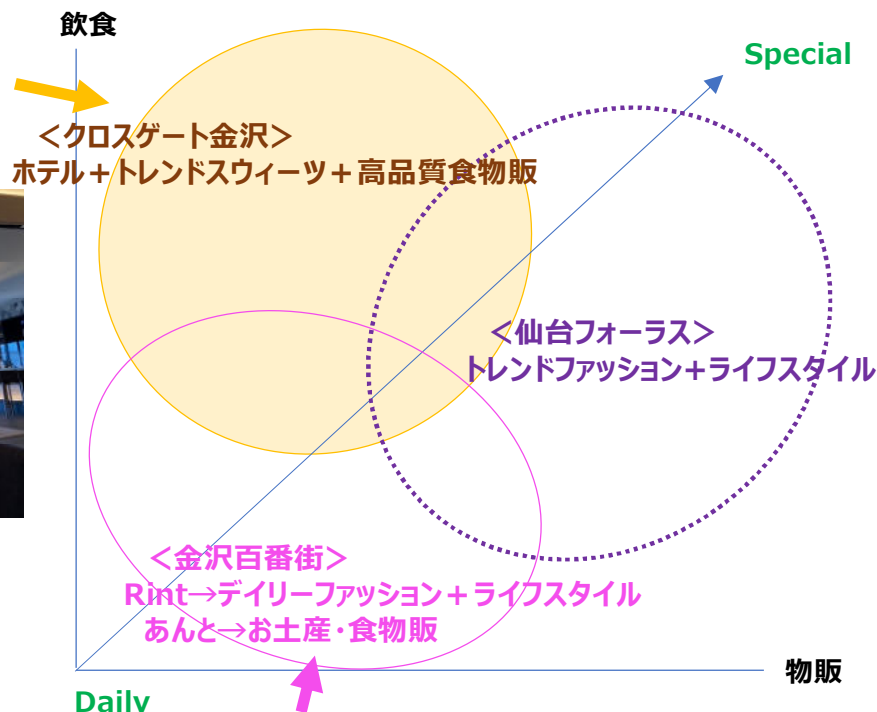 飲食
Special
＜クロスゲート金沢＞
ホテル＋トレンドスウィーツ＋高品質食物販
＜仙台フォーラス＞
トレンドファッション＋ライフスタイル
＜金沢百番街＞
Rint→デイリーファッション＋ライフスタイル
あんと→お土産・食物販
物販
Daily